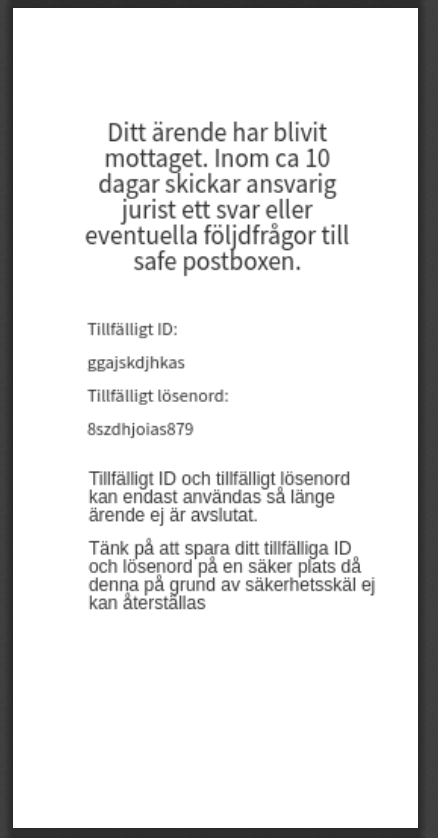 Ditt ärende har blivit
mottaget. Inom ca 10
dagar skickar ansvarig
jurist ett svar eller
eventuella följdfrågor till
safe postboxen.
Tillfälligt ID:
ggajskdjhkas
Tillfälligt lösenord:
8szdhjoias879
Tillfälligt ID och tillfälligt lösenord
kan endast användas så länge
ärende ej är avslutat.
Tänk på att spara ditt tillfälliga ID
och lösenord på en säker plats då
denna på grund av säkerhetsskäl ej
kan återställas